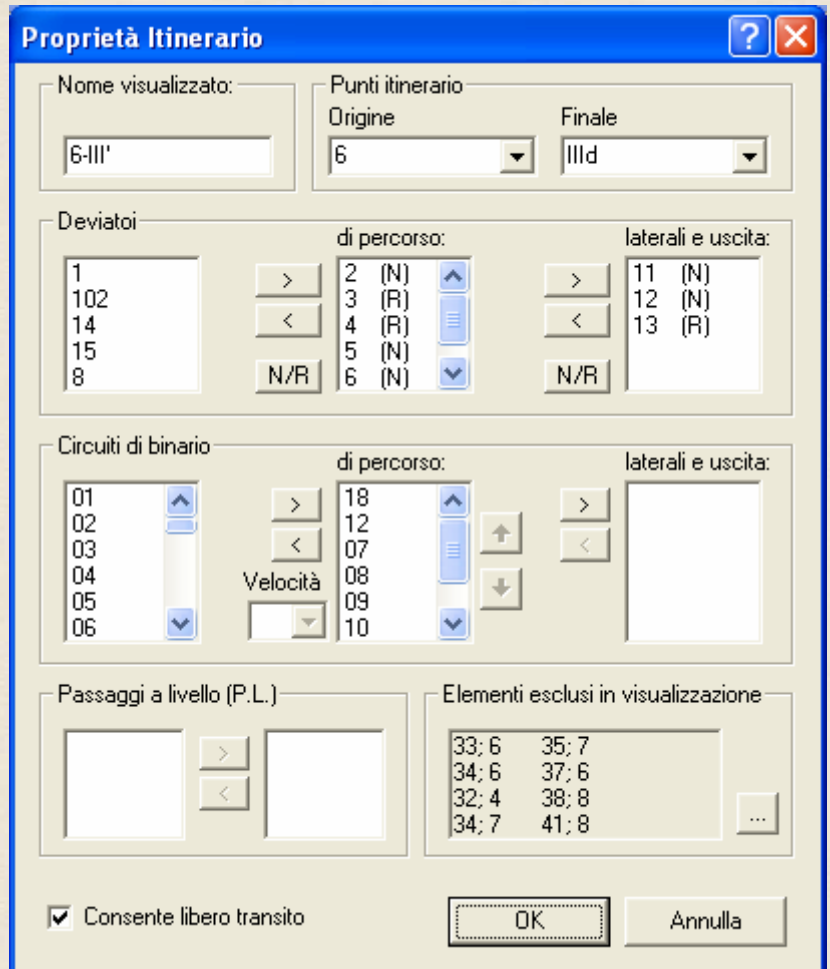 Proprietà Itinerario
Nome visualizzato:
6-III'
Punti itinerario
Origine
Finale
6
IIId
Deviatoi
di percorso:
laterali e uscita:
1
102
14
15
8
>
<
N/R
2 (N)
3 (R)
4 (R)
5 (N)
6 (N)
>
<
N/R
11 (N)
12 (N)
13 (R)
Circuiti di binario
di percorso:
laterali e uscita:
01
02
03
04
05
06
>
<
Velocità
18
12
07
08
09
10
>
<
Passaggi a livello (P.L.)
>
<
Elementi esclusi in visualizzazione
33; 6 35; 7
34; 6 37; 6
32; 4 38; 8
34; 7 41; 8
...
Consente libero transito
OK
Annulla